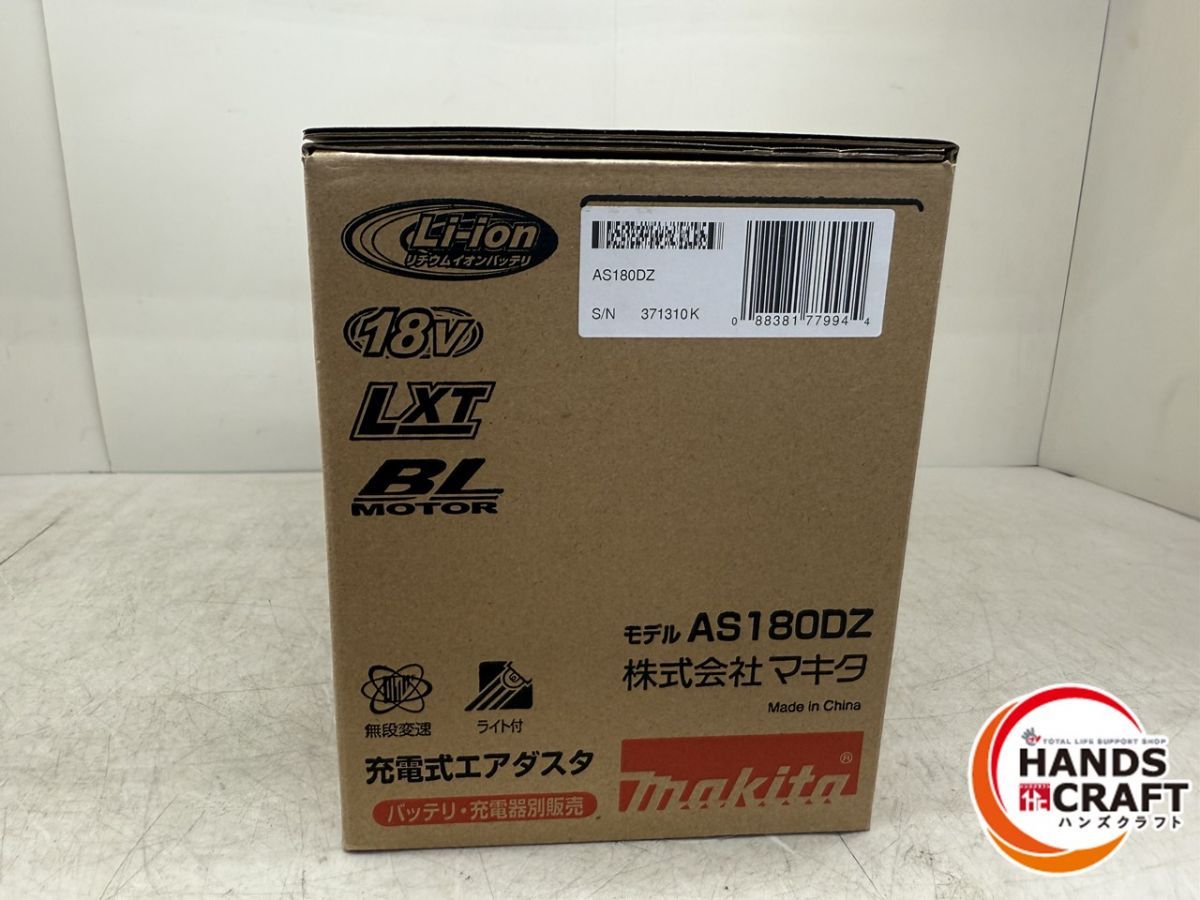 Li-ion
リチウムイオンバッテリ
18V
LXT
BL
MOTOR
AS180DZ
S/N 371310K
0 88381 77994 4
モデル AS180DZ
株式会社マキタ
Made in China
無段変速
ライト付
充電式エアダスタ
バッテリ・充電器別販売
makita®
TOTAL LIFE SUPPORT SHOP
HANDS
CRAFT
ハンズクラフト